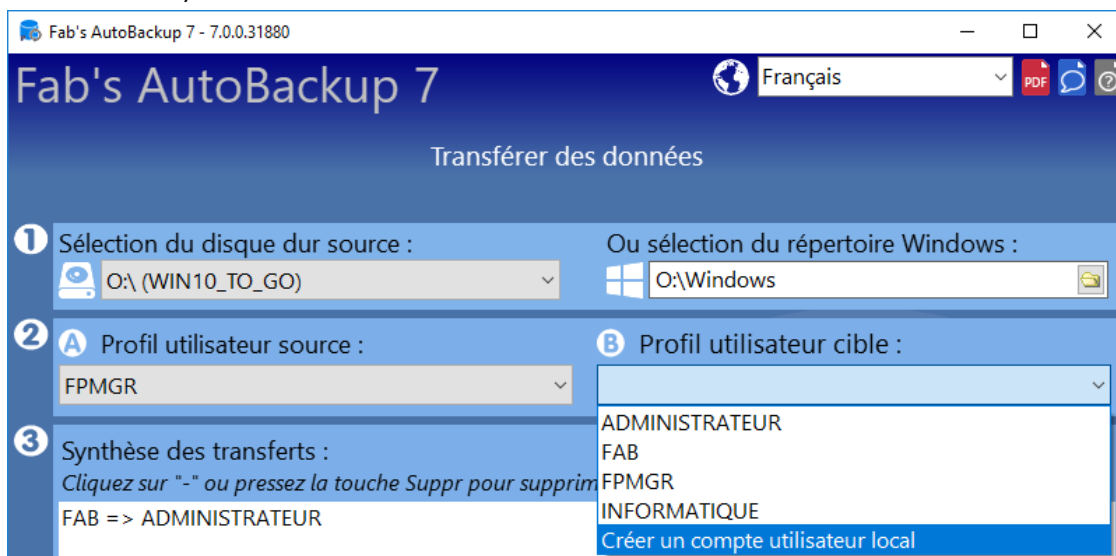 Fab's AutoBackup 7 - 7.0.0.31880
Fab's AutoBackup 7
Français
PDF
?
Transférer des données
1
Sélection du disque dur source :
Ou sélection du répertoire Windows :
O:\ (WIN10_TO_GO)
O:\Windows
2
A Profil utilisateur source :
B Profil utilisateur cible :
FPMGR
ADMINISTRATEUR
FAB
FPMGR
INFORMATIQUE
Créer un compte utilisateur local
3
Synthèse des transferts :
Cliquez sur "-" ou pressez la touche Suppr pour supprim
FAB => ADMINISTRATEUR